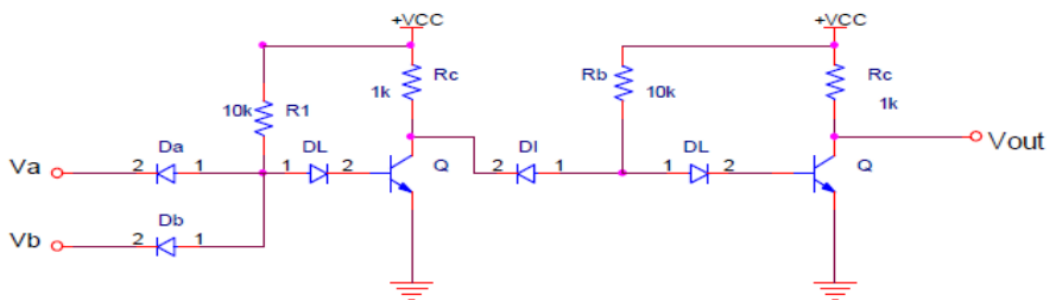 +VCC
+VCC
Rc
1k
Rb
10k
Rc
1k
10k
R1
Va
2
Da
1
1
DL
2
Q
2
DI
1
1
DL
2
Q
Vout
Vb
2
Db
1